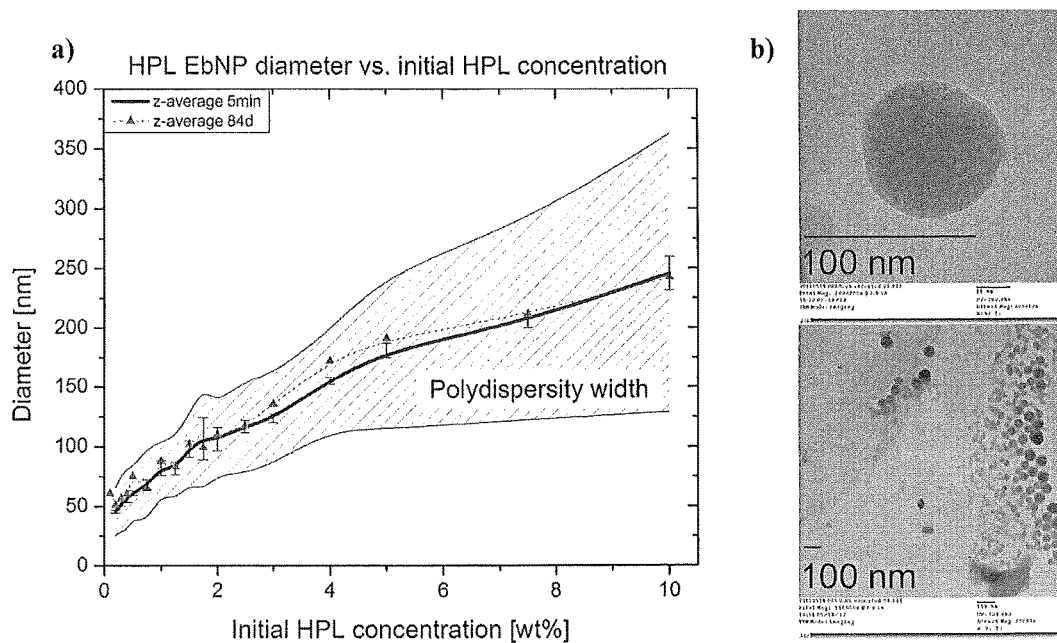 a)
HPL EbNP diameter vs. initial HPL concentration
400
350
300
250
200
150
100
50
0
Diameter [nm]
z-average 5min
z-average 84d
Polydispersity width
0
2
4
6
8
10
Initial HPL concentration [wt%]
b)
100 nm
100 nm